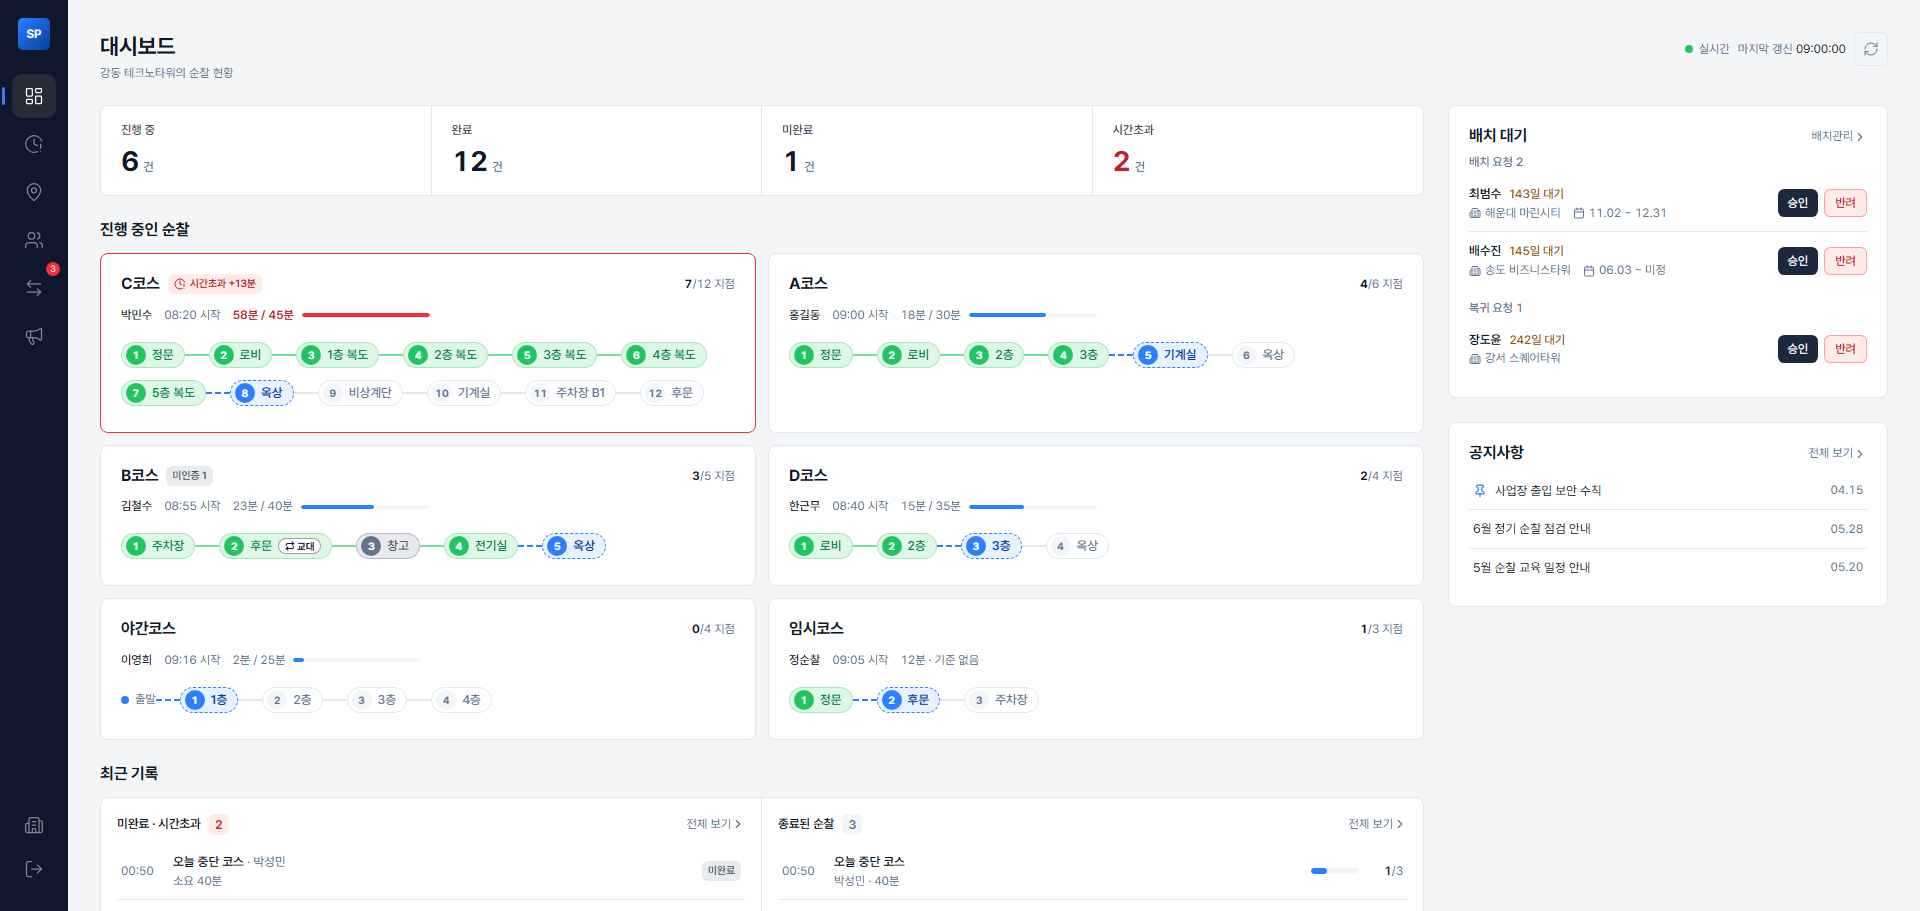 SP
3
대시보드
강동 테크노타워의 순찰 현황
실시간 마지막 갱신 09:00:00
진행 중
6 건
완료
12 건
미완료
1 건
시간초과
2 건
진행 중인 순찰
C코스 시간초과 +13분 7/12 지점
박민수 08:20 시작 58분 / 45분
1 정문 2 로비 3 1층 복도 4 2층 복도 5 3층 복도 6 4층 복도
7 5층 복도 8 옥상 9 비상계단 10 기계실 11 주차장 B1 12 후문
A코스 4/6 지점
홍길동 09:00 시작 18분 / 30분
1 정문 2 로비 3 2층 4 3층 5 기계실 6 옥상
B코스 미인증 1 3/5 지점
김철수 08:55 시작 23분 / 40분
1 주차장 2 후문 교대 3 창고 4 전기실 5 옥상
D코스 2/4 지점
한근무 08:40 시작 15분 / 35분
1 로비 2 2층 3 3층 4 옥상
야간코스 0/4 지점
이영희 09:16 시작 2분 / 25분
출발 1 1층 2 2층 3 3층 4 4층
임시코스 1/3 지점
정순찰 09:05 시작 12분 · 기준 없음
1 정문 2 후문 3 주차장
최근 기록
미완료 · 시간초과 2 전체 보기
00:50 오늘 중단 코스 · 박성민 미완료
소요 40분
종료된 순찰 3 전체 보기
00:50 오늘 중단 코스 1/3
박성민 · 40분
배치 대기 배치관리
배치 요청 2
최범수 143일 대기 승인 반려
해운대 마린시티 11.02 ~ 12.31
배수진 145일 대기 승인 반려
송도 비즈니스타워 06.03 ~ 미정
복귀 요청 1
장도윤 242일 대기 승인 반려
강서 스퀘어타워
공지사항 전체 보기
사업장 출입 보안 수칙 04.15
6월 정기 순찰 점검 안내 05.28
5월 순찰 교육 일정 안내 05.20